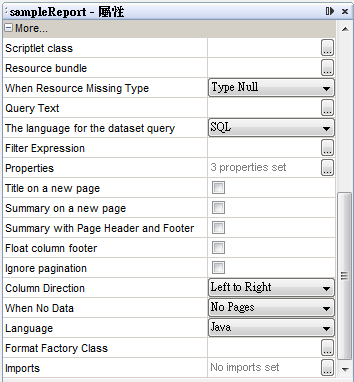 sampleReport - 屬性
More...
Scriptlet class ...
Resource bundle ...
When Resource Missing Type Type Null
Query Text ...
The language for the dataset query SQL
Filter Expression ...
Properties 3 properties set ...
Title on a new page
Summary on a new page
Summary with Page Header and Footer
Float column footer
Ignore pagination
Column Direction Left to Right
When No Data No Pages
Language Java
Format Factory Class ...
Imports No imports set ...